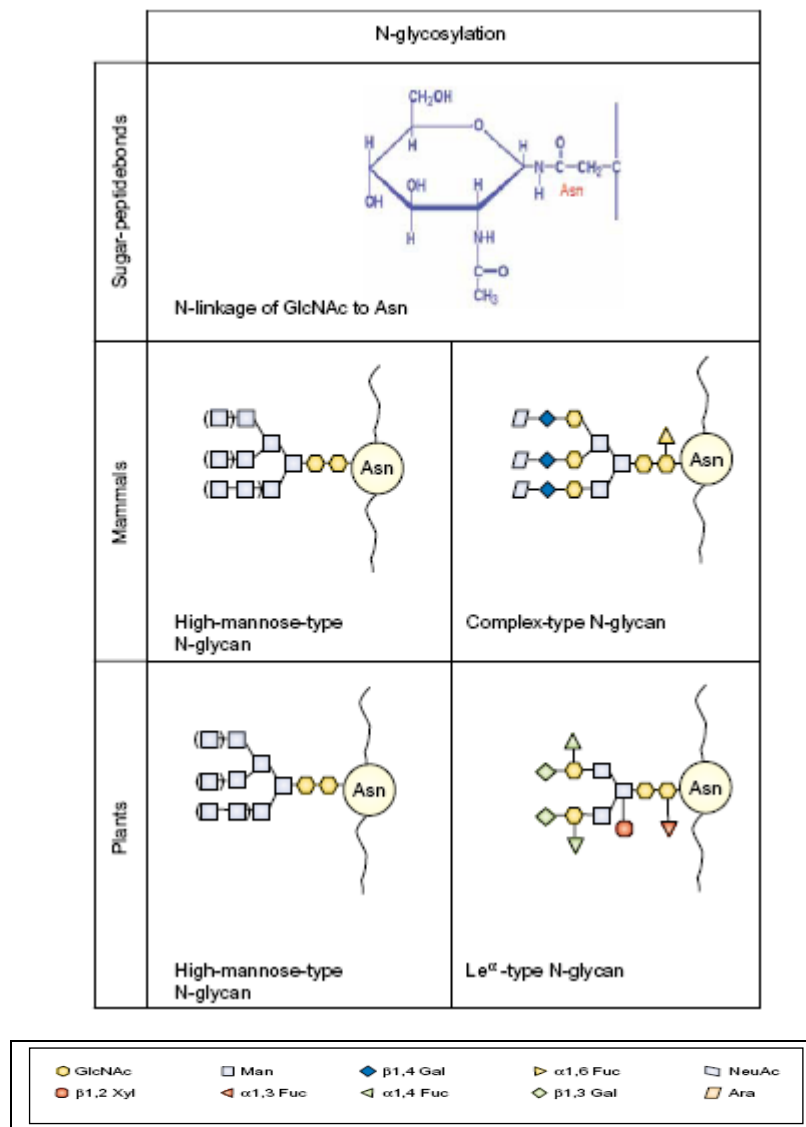 N-glycosylation
Sugar-peptidebonds
CH₂OH
O
H
H
H
O
N—C—CH₂—C
OH
OH
H
H
Asn
H
N-H
C=O
CH₃
N-linkage of GlcNAc to Asn
Mammals
Asn
Asn
High-mannose-type
N-glycan
Complex-type N-glycan
Plants
Asn
Asn
High-mannose-type
N-glycan
Leᵅ-type N-glycan
GlcNAc Man β1,4 Gal α1,6 Fuc NeuAc
β1,2 Xyl α1,3 Fuc α1,4 Fuc β1,3 Gal Ara